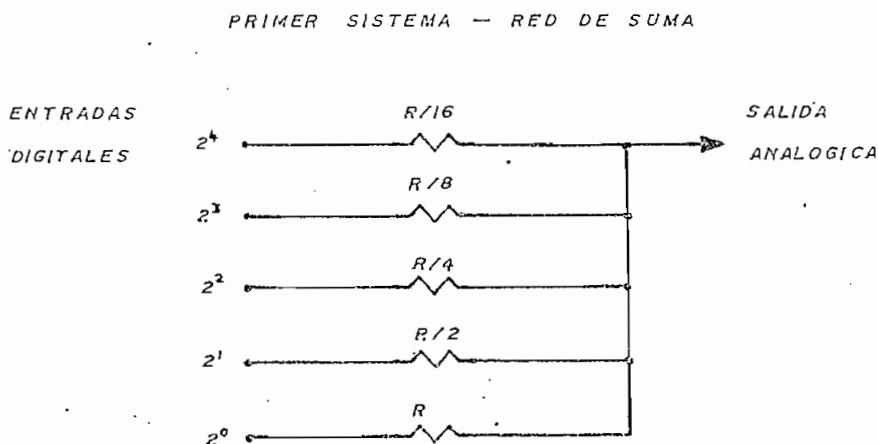 PRIMER SISTEMA — RED DE SUMA
ENTRADAS
DIGITALES
R/16
SALIDA
ANALOGICA
2⁴
R/8
2³
R/4
2²
R/2
2¹
R
2⁰